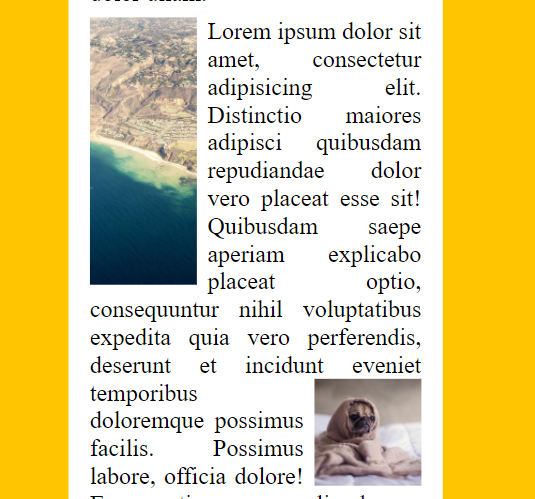 dolor ullam.
Lorem ipsum dolor sit
amet, consectetur
adipisicing elit.
Distinctio maiores
adipisci quibusdam
repudiandae dolor
vero placeat esse sit!
Quibusdam saepe
aperiam explicabo
placeat optio,
consequuntur nihil voluptatibus
expedita quia vero perferendis,
deserunt et incidunt eveniet
temporibus
doloremque possimus
facilis. Possimus
labore, officia dolore!